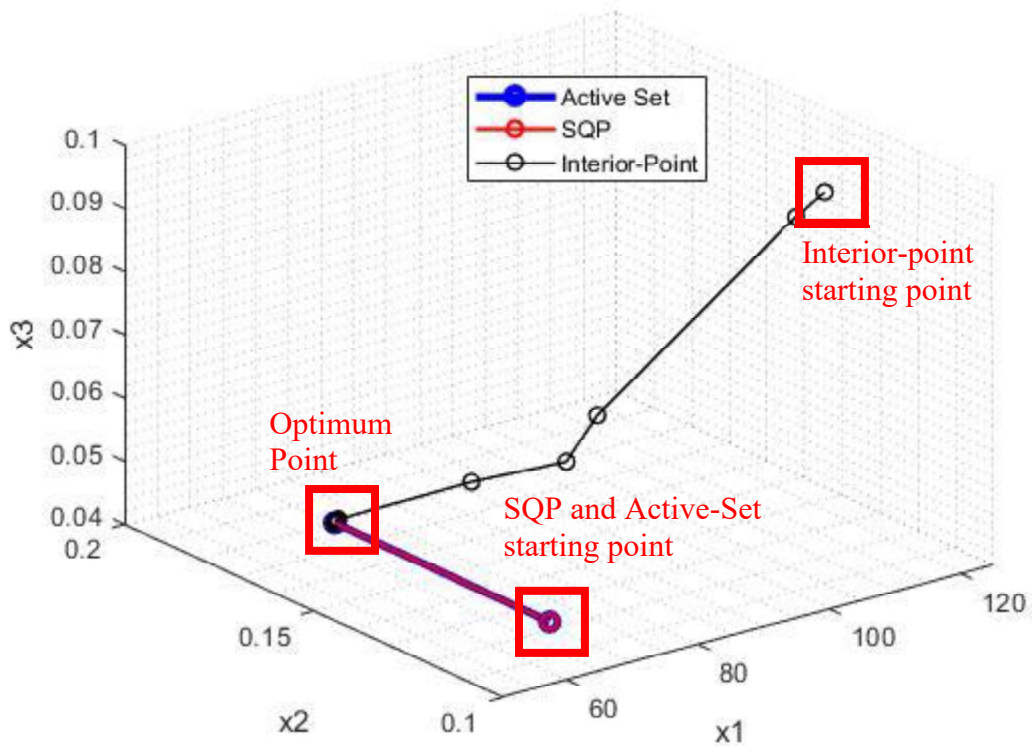 Active Set
SQP
Interior-Point
0.1
0.09
0.08
0.07
0.06
0.05
0.04
x3
Interior-point
starting point
Optimum
Point
SQP and Active-Set
starting point
0.2
0.15
0.1
x2
60
80
100
120
x1